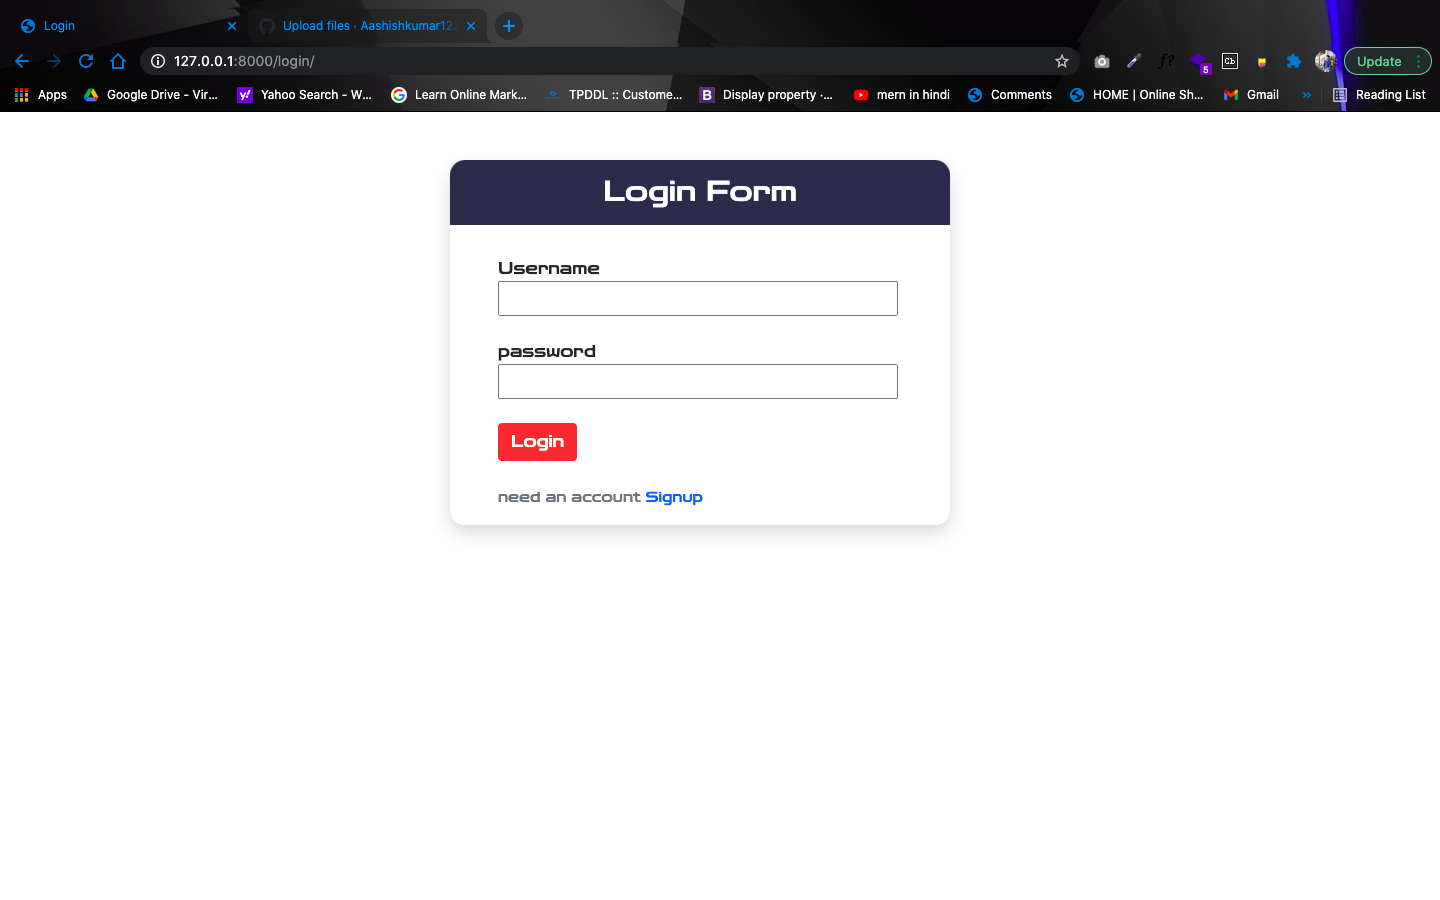 Login
Upload files · Aashishkumar12
127.0.0.1:8000/login/
f?
5
Cb
Update
Apps
Google Drive - Vir...
Yahoo Search - W...
Learn Online Mark...
TPDDL :: Custome...
B
Display property ·...
mern in hindi
Comments
HOME | Online Sh...
Gmail
»
Reading List
Login Form
Username
password
Login
need an account Signup